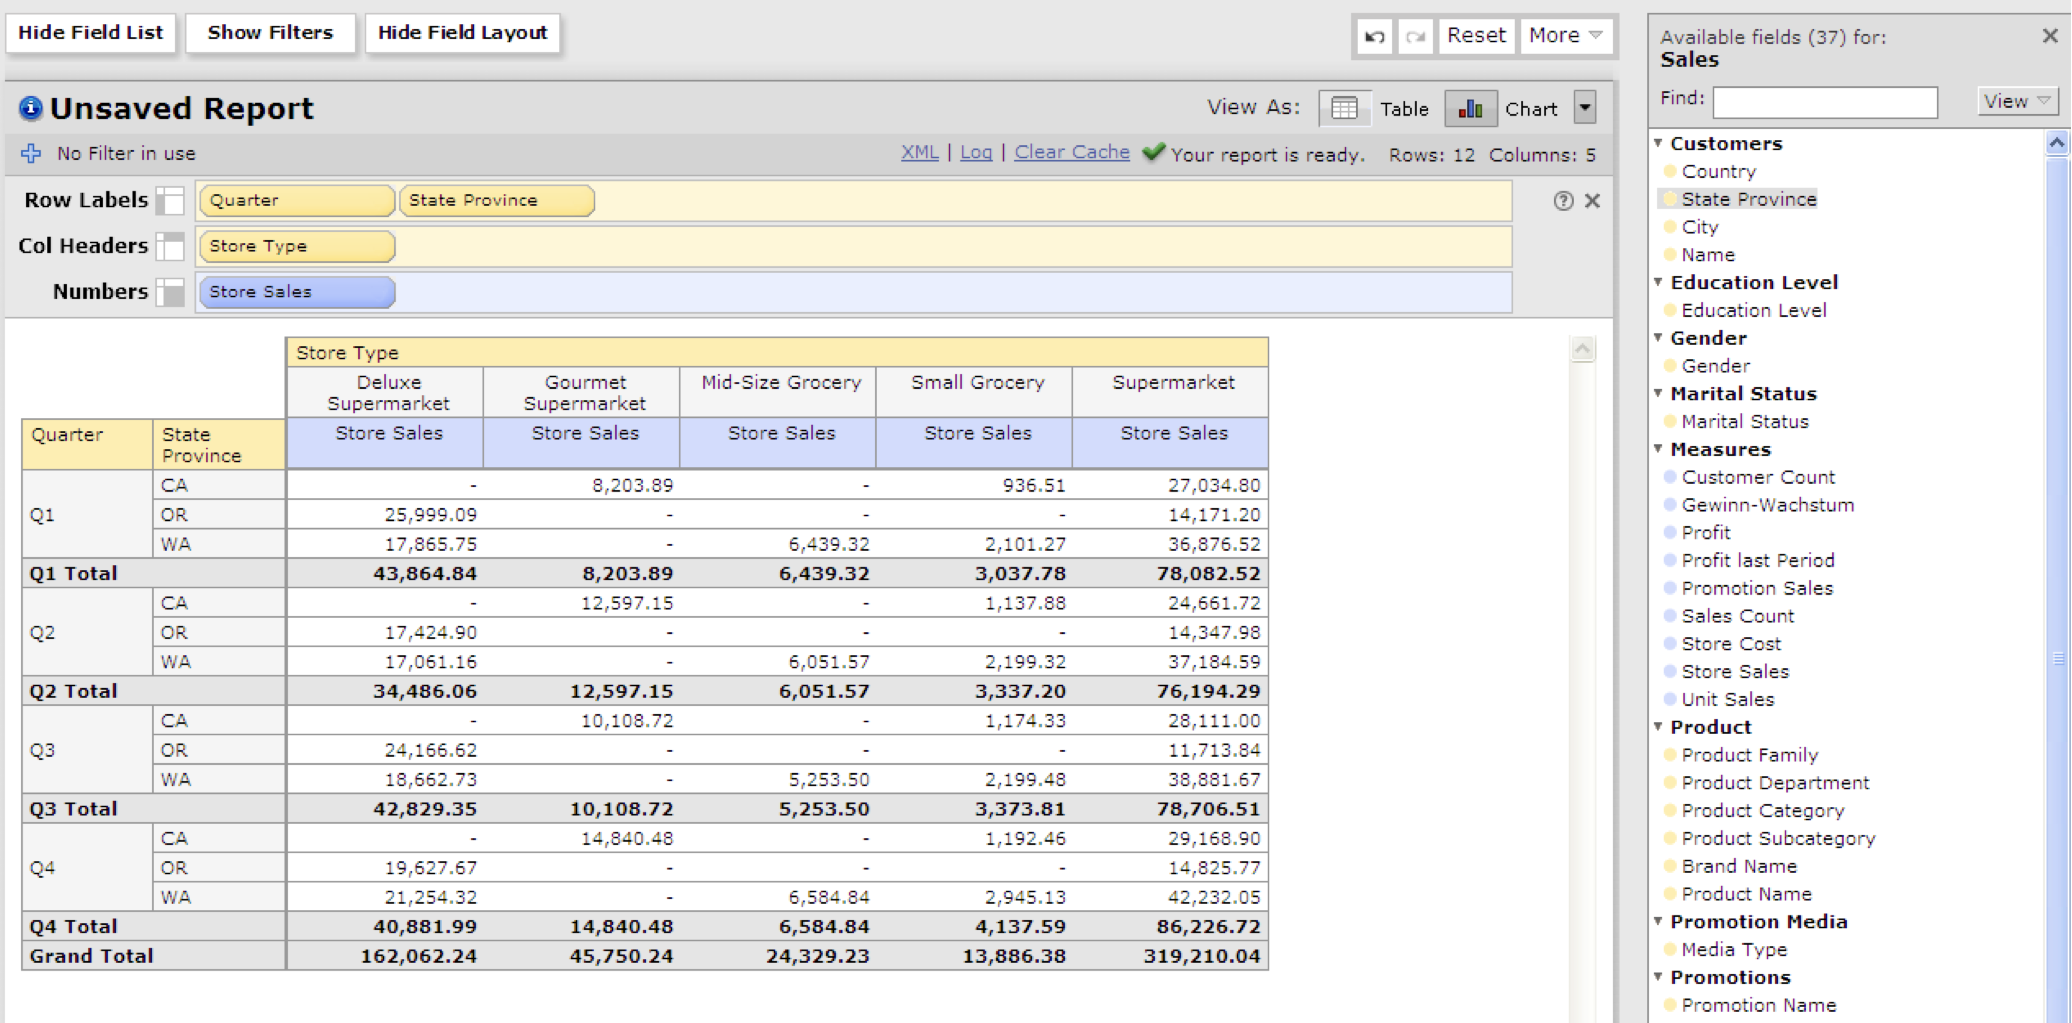 Hide Field List Show Filters Hide Field Layout Reset More
Unsaved Report View As: Table Chart
No Filter in use XML | Log | Clear Cache Your report is ready. Rows: 12 Columns: 5
Row Labels Quarter State Province
Col Headers Store Type
Numbers Store Sales
Store Type
Deluxe Supermarket Gourmet Supermarket Mid-Size Grocery Small Grocery Supermarket
Quarter State Province Store Sales Store Sales Store Sales Store Sales Store Sales
Q1 CA - 8,203.89 - 936.51 27,034.80
OR 25,999.09 - - - 14,171.20
WA 17,865.75 - 6,439.32 2,101.27 36,876.52
Q1 Total 43,864.84 8,203.89 6,439.32 3,037.78 78,082.52
Q2 CA - 12,597.15 - 1,137.88 24,661.72
OR 17,424.90 - - - 14,347.98
WA 17,061.16 - 6,051.57 2,199.32 37,184.59
Q2 Total 34,486.06 12,597.15 6,051.57 3,337.20 76,194.29
Q3 CA - 10,108.72 - 1,174.33 28,111.00
OR 24,166.62 - - - 11,713.84
WA 18,662.73 - 5,253.50 2,199.48 38,881.67
Q3 Total 42,829.35 10,108.72 5,253.50 3,373.81 78,706.51
Q4 CA - 14,840.48 - 1,192.46 29,168.90
OR 19,627.67 - - - 14,825.77
WA 21,254.32 - 6,584.84 2,945.13 42,232.05
Q4 Total 40,881.99 14,840.48 6,584.84 4,137.59 86,226.72
Grand Total 162,062.24 45,750.24 24,329.23 13,886.38 319,210.04
Available fields (37) for:
Sales
Find: View
Customers
Country
State Province
City
Name
Education Level
Education Level
Gender
Gender
Marital Status
Marital Status
Measures
Customer Count
Gewinn-Wachstum
Profit
Profit last Period
Promotion Sales
Sales Count
Store Cost
Store Sales
Unit Sales
Product
Product Family
Product Department
Product Category
Product Subcategory
Brand Name
Product Name
Promotion Media
Media Type
Promotions
Promotion Name